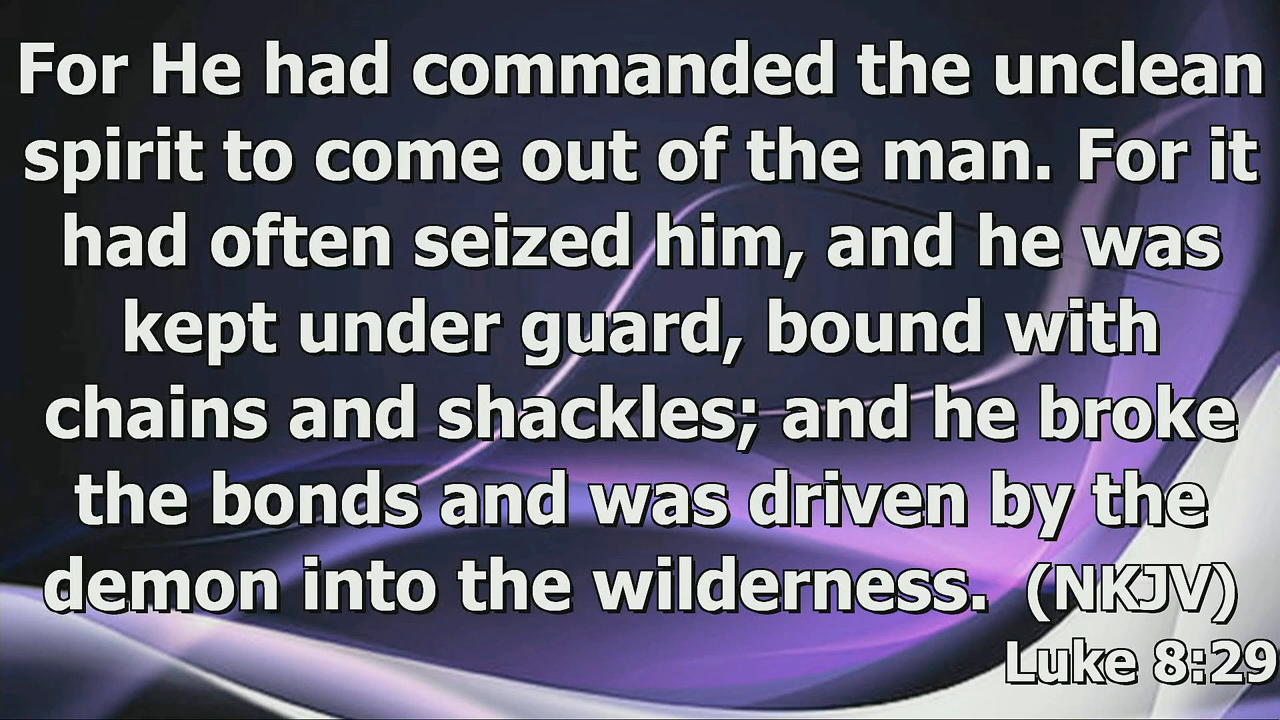 For He had commanded the unclean
spirit to come out of the man. For it
had often seized him, and he was
kept under guard, bound with
chains and shackles; and he broke
the bonds and was driven by the
demon into the wilderness. (NKJV)
Luke 8:29